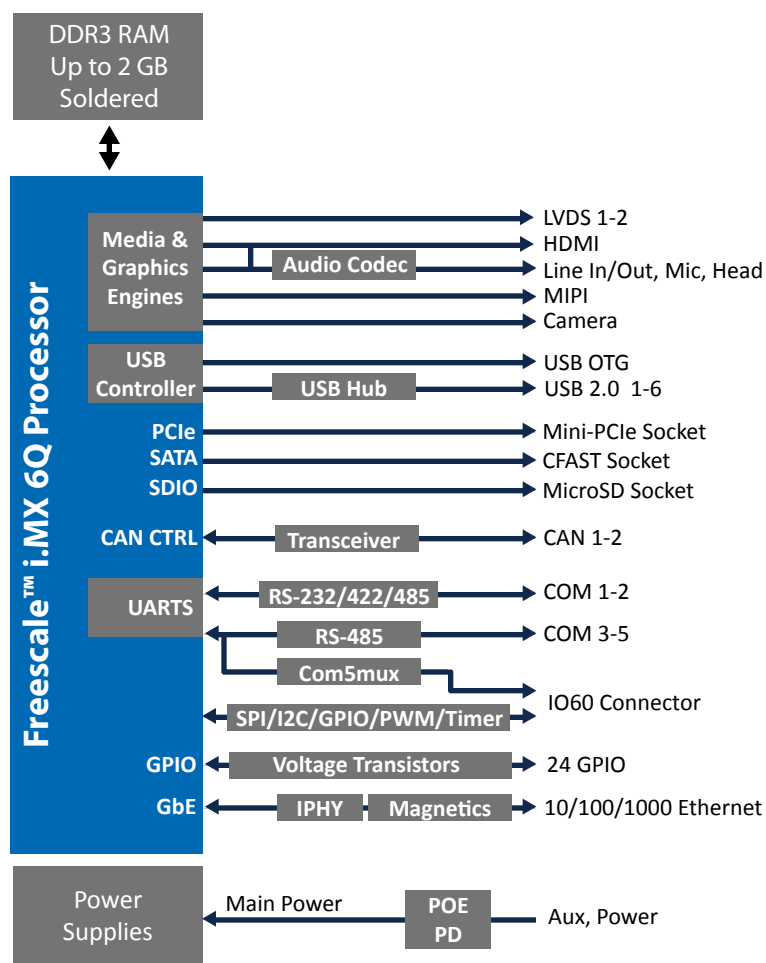 DDR3 RAM
Up to 2 GB
Soldered
Freescale™ i.MX 6Q Processor
Media &
Graphics
Engines
Audio Codec
LVDS 1-2
HDMI
Line In/Out, Mic, Head
MIPI
Camera
USB
Controller
USB Hub
USB OTG
USB 2.0 1-6
PCIe
Mini-PCIe Socket
SATA
CFAST Socket
SDIO
MicroSD Socket
CAN CTRL
Transceiver
CAN 1-2
UARTS
RS-232/422/485
COM 1-2
RS-485
COM 3-5
Com5mux
IO60 Connector
SPI/I2C/GPIO/PWM/Timer
GPIO
Voltage Transistors
24 GPIO
GbE
IPHY
Magnetics
10/100/1000 Ethernet
Power
Supplies
Main Power
POE
PD
Aux, Power